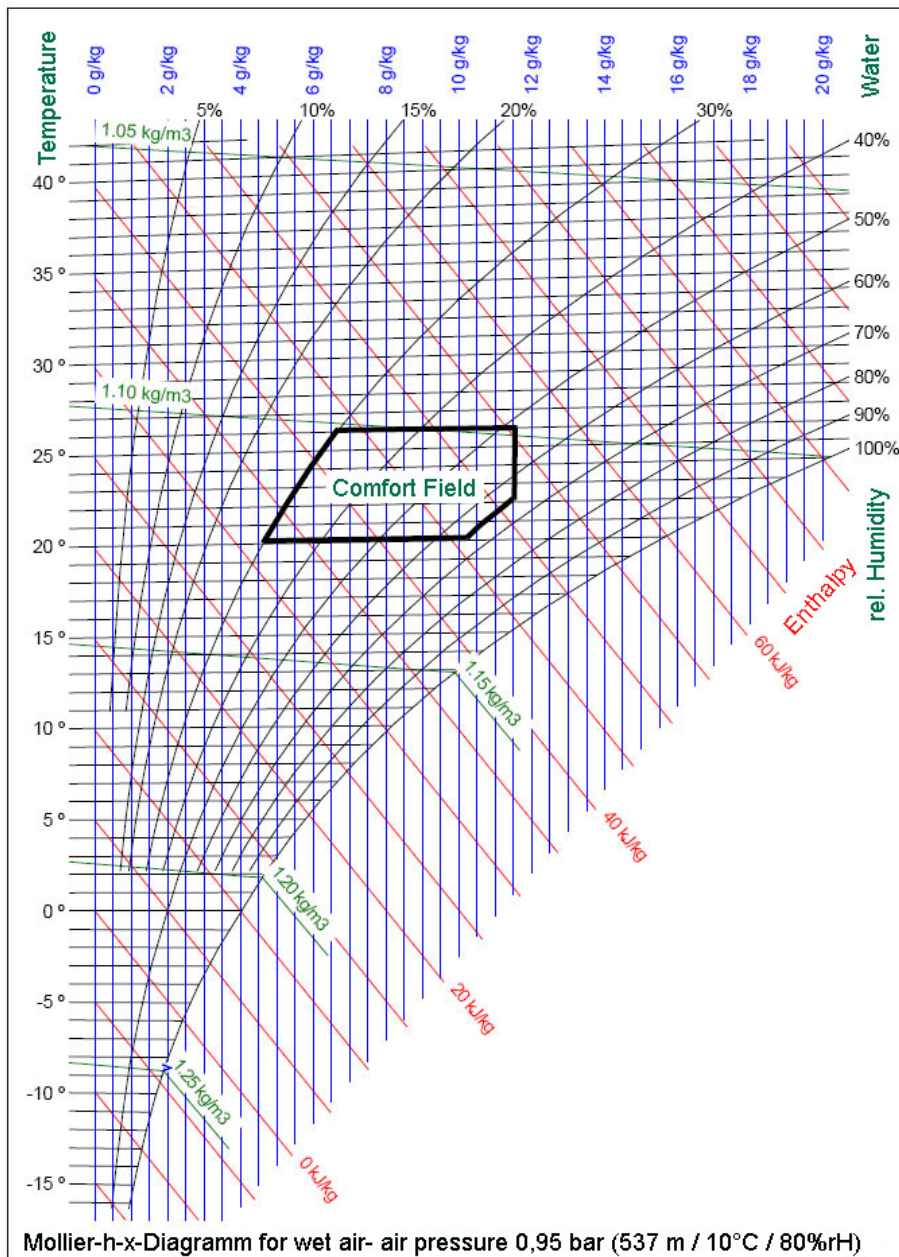 Temperature
0 g/kg
2 g/kg
4 g/kg
6 g/kg
8 g/kg
10 g/kg
12 g/kg
14 g/kg
16 g/kg
18 g/kg
20 g/kg
Water
5%
10%
15%
20%
30%
40%
50%
60%
70%
80%
90%
100%
rel. Humidity
1.05 kg/m3
40 º
35 º
30 º
1.10 kg/m3
25 º
Comfort Field
20 º
15 º
10 º
5 º
0 º
-5 º
-10 º
-15 º
1.15 kg/m3
1.20 kg/m3
1.25 kg/m3
Enthalpy
60 kJ/kg
40 kJ/kg
20 kJ/kg
0 kJ/kg
Mollier-h-x-Diagramm for wet air- air pressure 0,95 bar (537 m / 10°C / 80%rH)